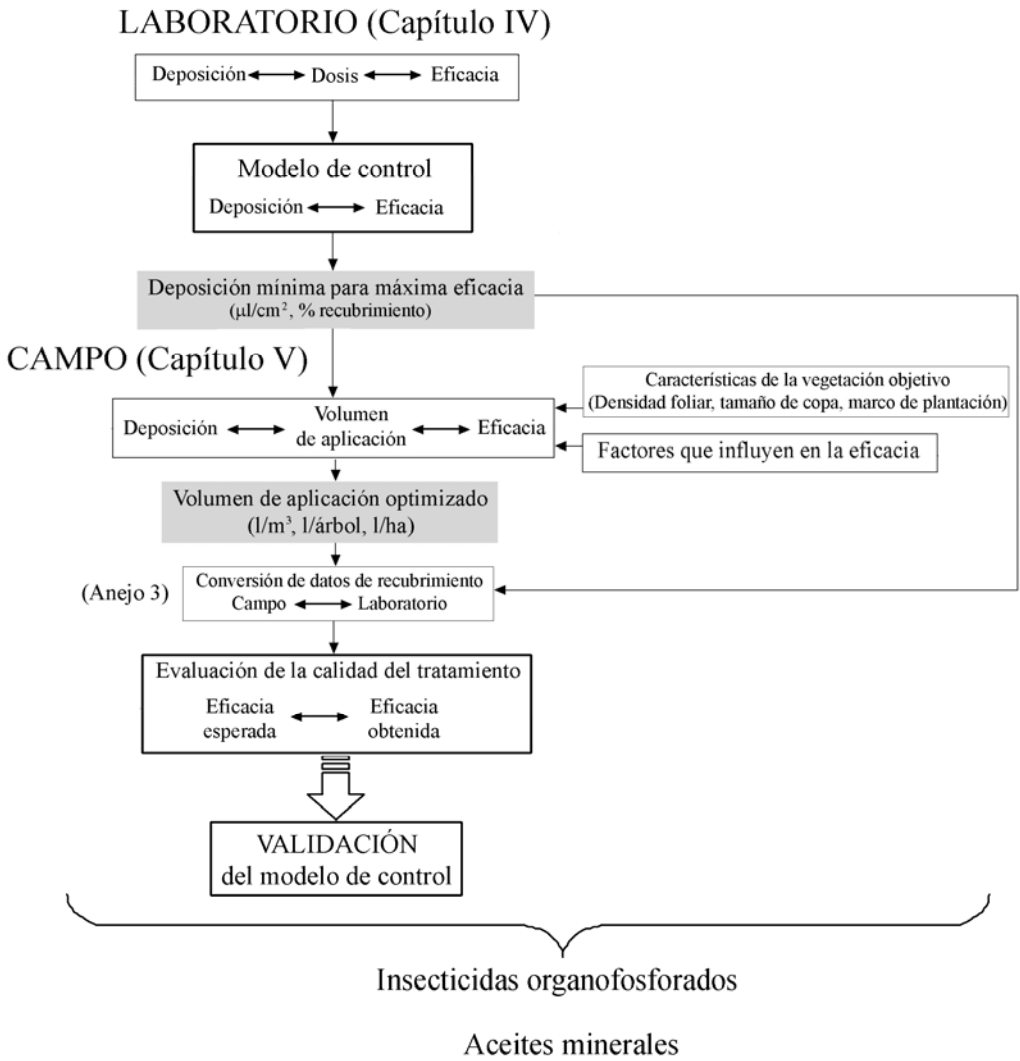 LABORATORIO (Capítulo IV)
Deposición Dosis Eficacia
Modelo de control
Deposición Eficacia
Deposición mínima para máxima eficacia
(µl/cm², % recubrimiento)
CAMPO (Capítulo V)
Características de la vegetación objetivo
(Densidad foliar, tamaño de copa, marco de plantación)
Deposición Volumen de aplicación Eficacia
Factores que influyen en la eficacia
Volumen de aplicación optimizado
(l/m³, l/árbol, l/ha)
(Anejo 3)
Conversión de datos de recubrimiento
Campo Laboratorio
Evaluación de la calidad del tratamiento
Eficacia Eficacia
esperada obtenida
VALIDACIÓN
del modelo de control
Insecticidas organofosforados
Aceites minerales